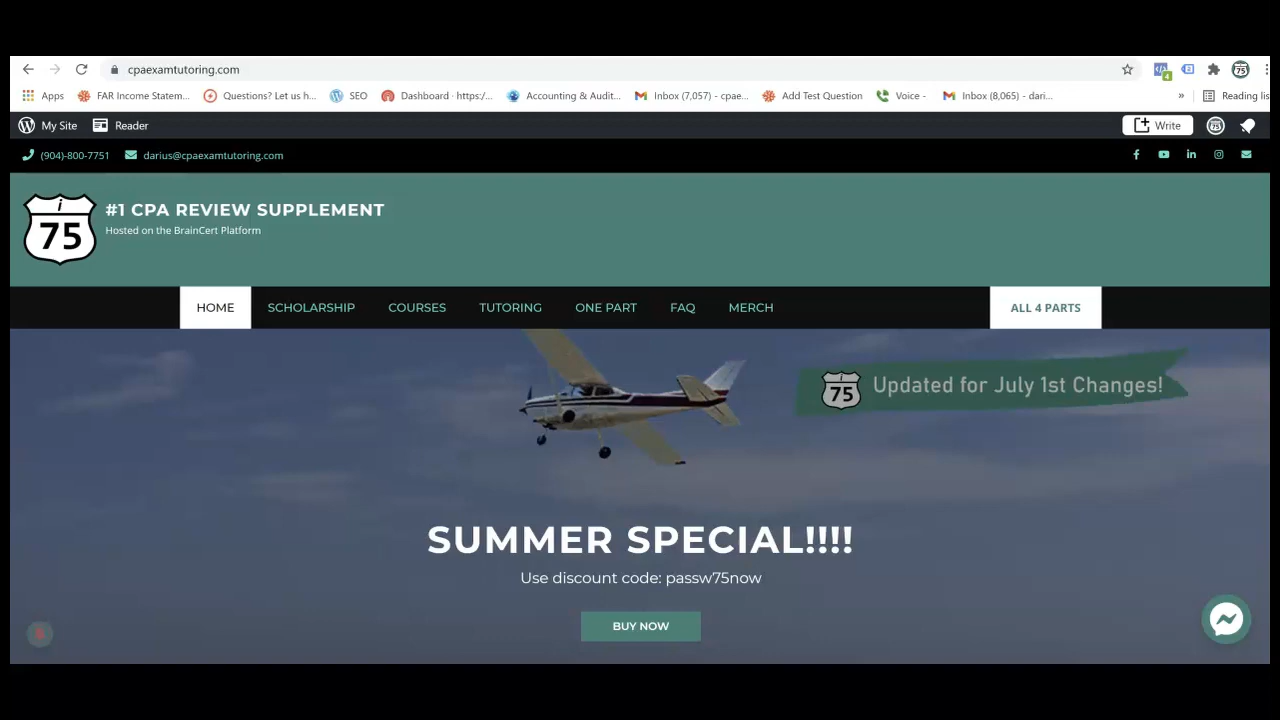 cpaexamtutoring.com
Apps FAR Income Statem... Questions? Let us h... SEO Dashboard · https:/... Accounting & Audit... Inbox (7,057) - cpae... Add Test Question Voice - Inbox (8,065) - dari... » Reading lis
My Site Reader Write
(904)-800-7751 darius@cpaexamtutoring.com
i
75
#1 CPA REVIEW SUPPLEMENT
Hosted on the BrainCert Platform
HOME SCHOLARSHIP COURSES TUTORING ONE PART FAQ MERCH ALL 4 PARTS
75 Updated for July 1st Changes!
SUMMER SPECIAL!!!!
Use discount code: passw75now
BUY NOW